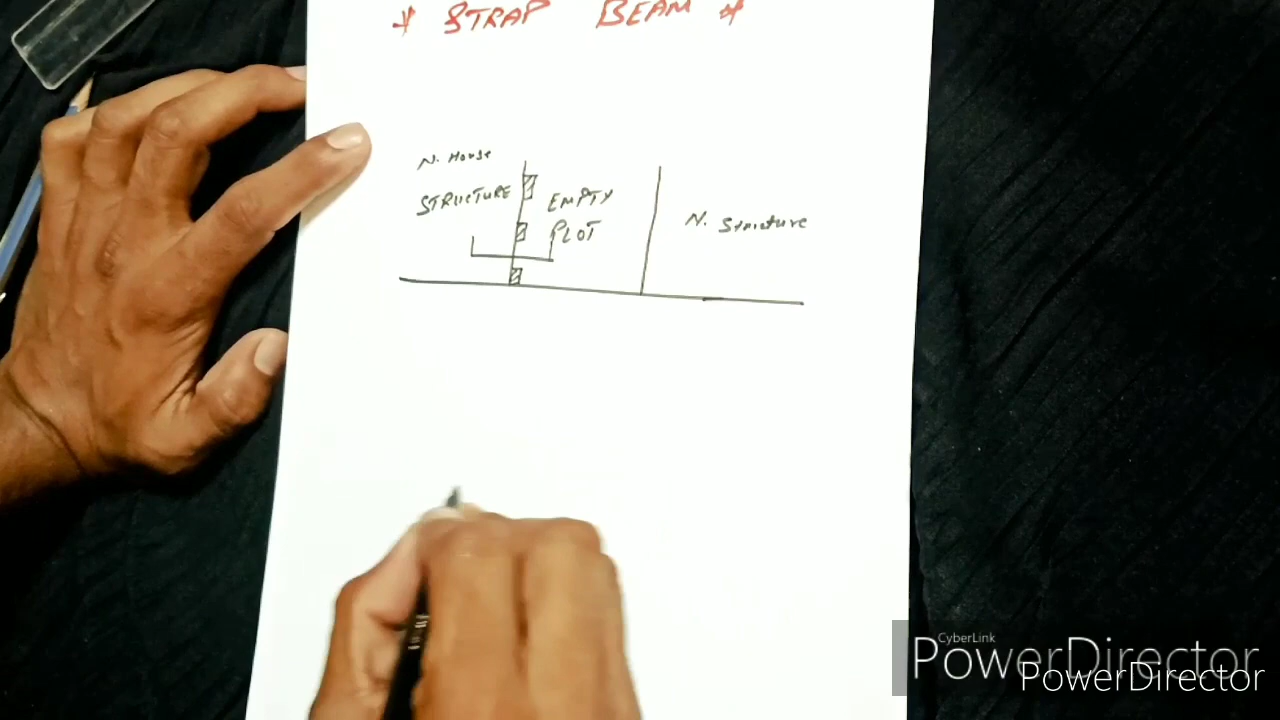 * STRAP BEAM *
N. House
STRUCTURE
EMPTY
PLOT
N. Structure
CyberLink
PowerDirector
PowerDirector